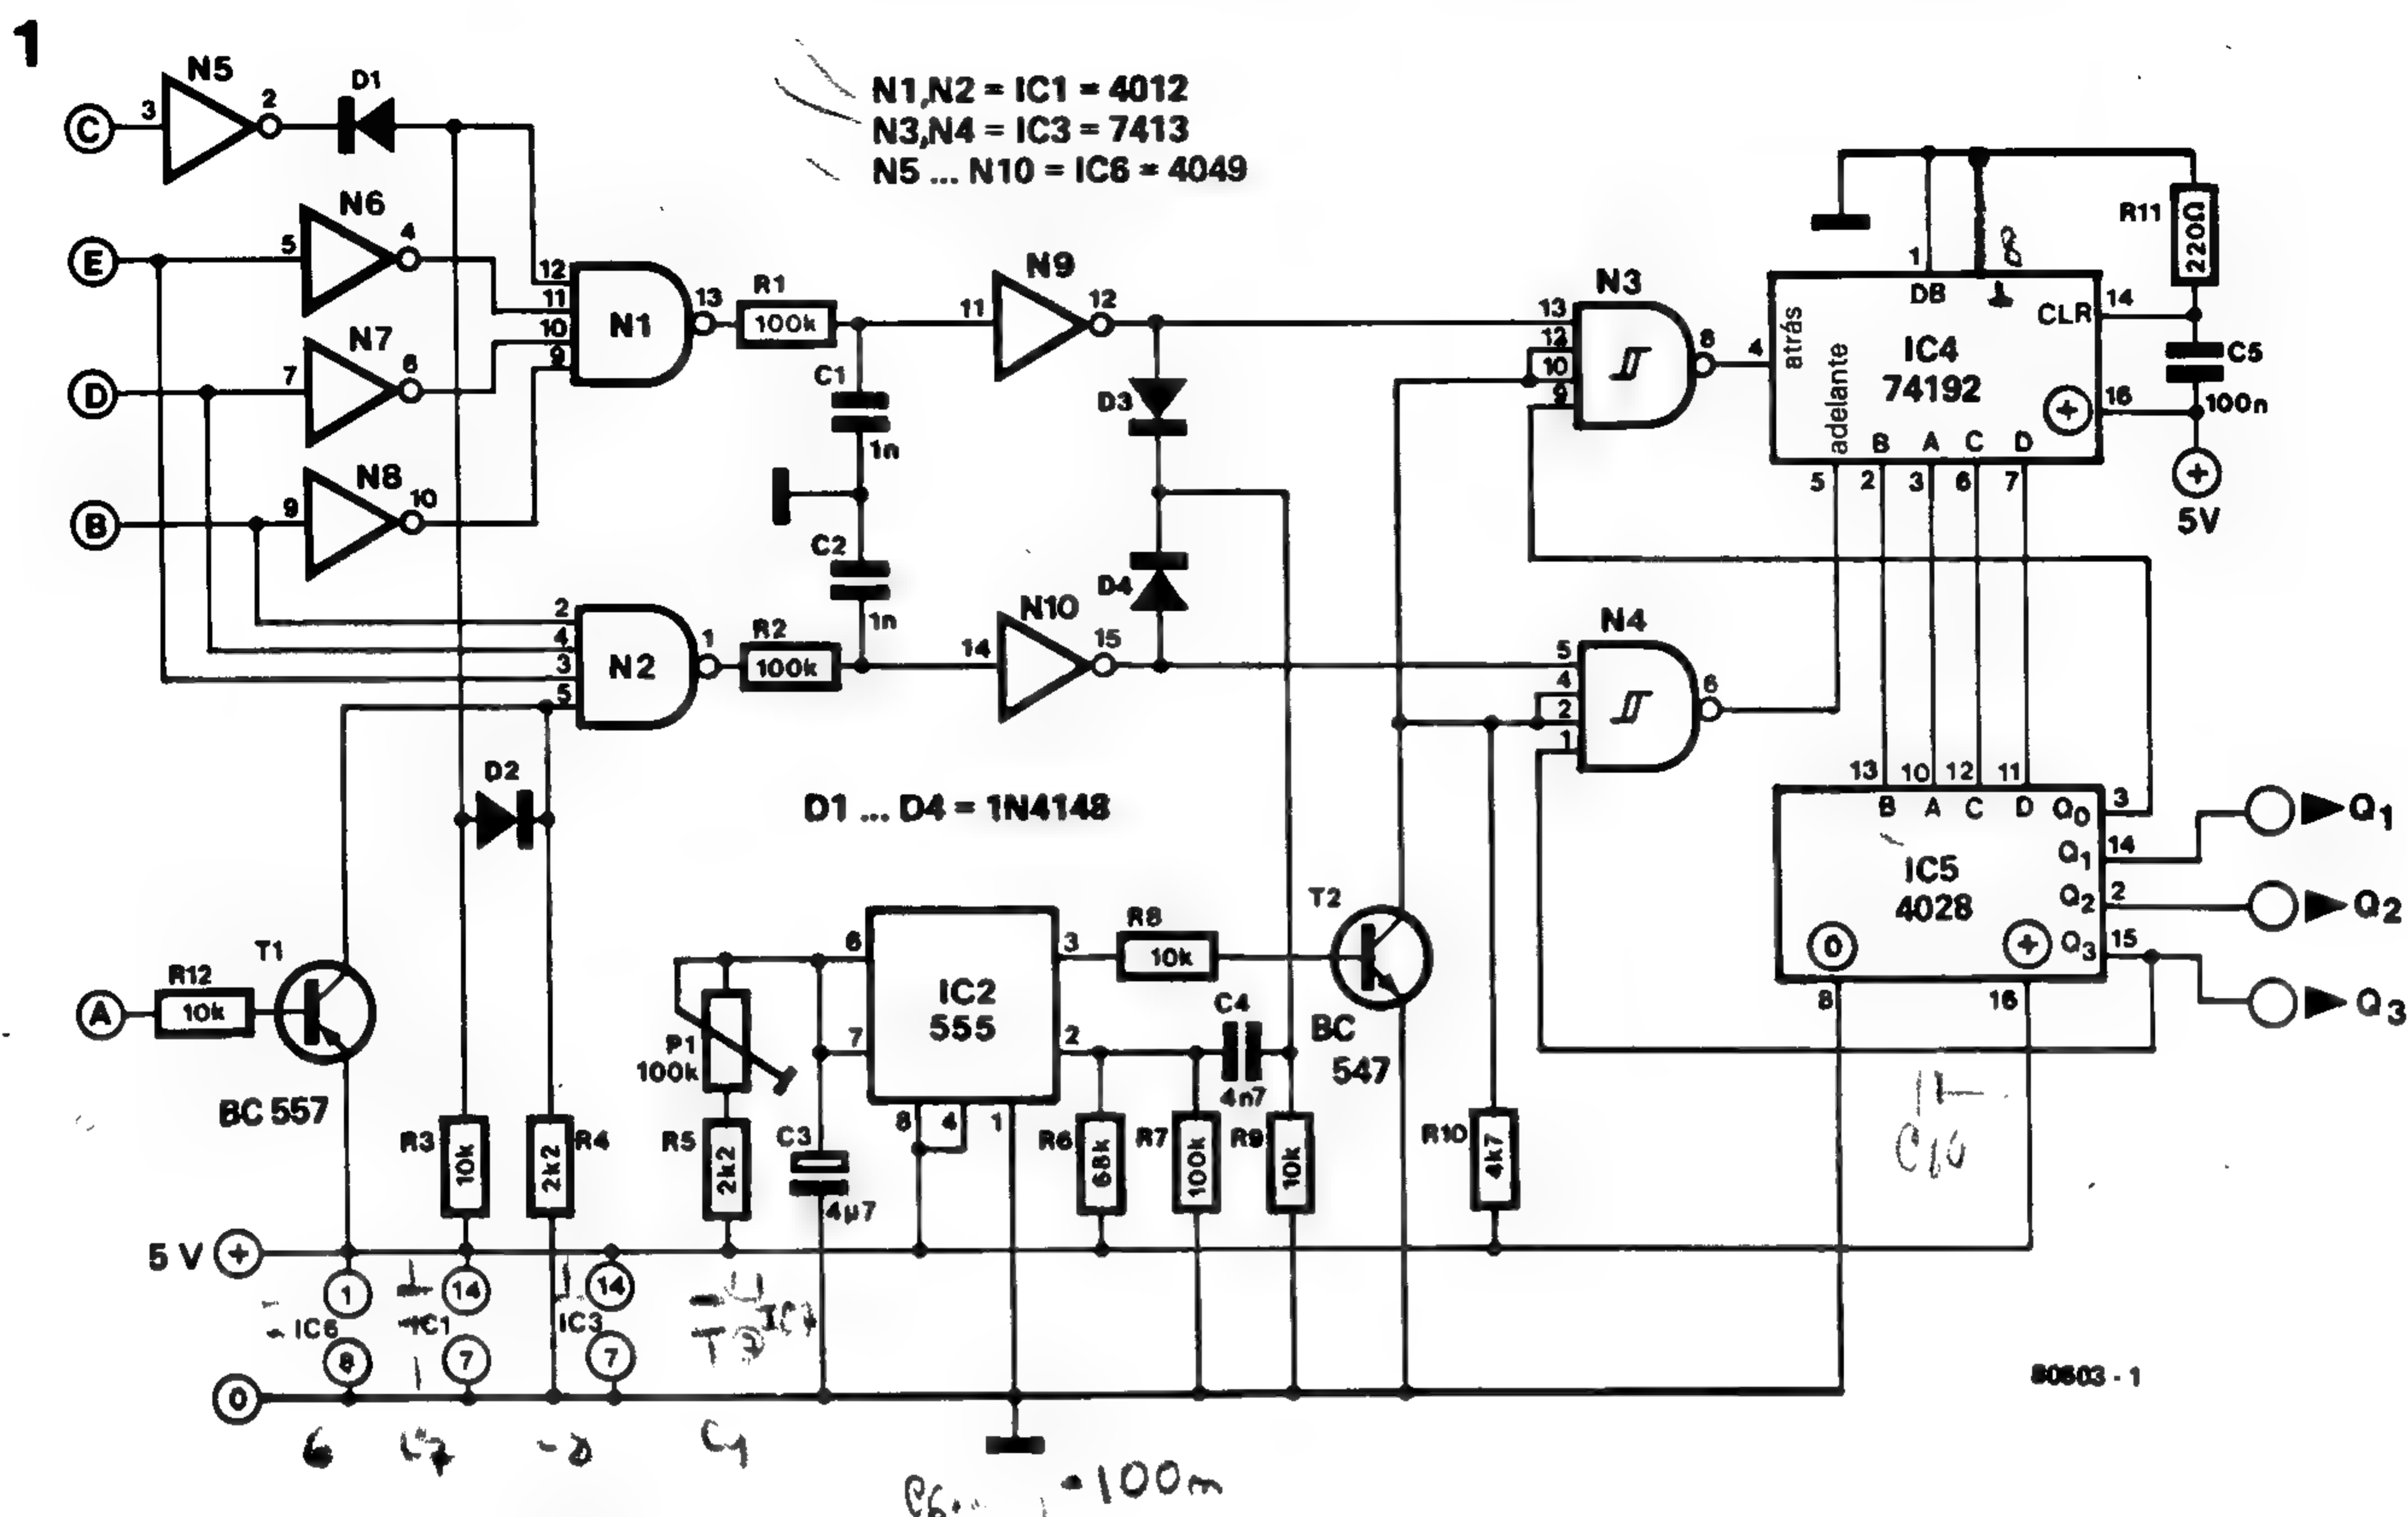 1
N5
D1
C
3
2
N1,N2 = IC1 = 4012
N3,N4 = IC3 = 7413
N5 ... N10 = IC6 = 4049
N6
E
5
4
N7
D
7
6
N8
B
9
10
12
11
10
9
N1
13
R1
100k
C1
1n
C2
1n
N9
11
12
D3
D4
N10
14
15
2
4
3
5
N2
1
R2
100k
N3
13
12
10
9
8
4
N4
5
4
2
1
6
R11
220Ω
1
8
DB
⊥
CLR
14
atrás
adelante
IC4
74192
+
16
C5
100n
+
5V
B
A
C
D
5
2
3
6
7
13
10
12
11
B
A
C
D
Q0
3
IC5
4028
Q1
14
Q2
2
Q3
15
0
+
8
16
Q1
Q2
Q3
D2
D1 ... D4 = 1N4148
T1
R12
A
10k
BC 557
R3
10k
R4
2k2
P1
100k
R5
2k2
C3
4µ7
IC2
555
6
7
3
2
8
4
1
R8
10k
T2
BC
547
C4
4n7
R6
68k
R7
100k
R9
10k
R10
4k7
5 V
+
1
14
14
IC6
IC1
IC3
8
7
7
0
80603 - 1
100m